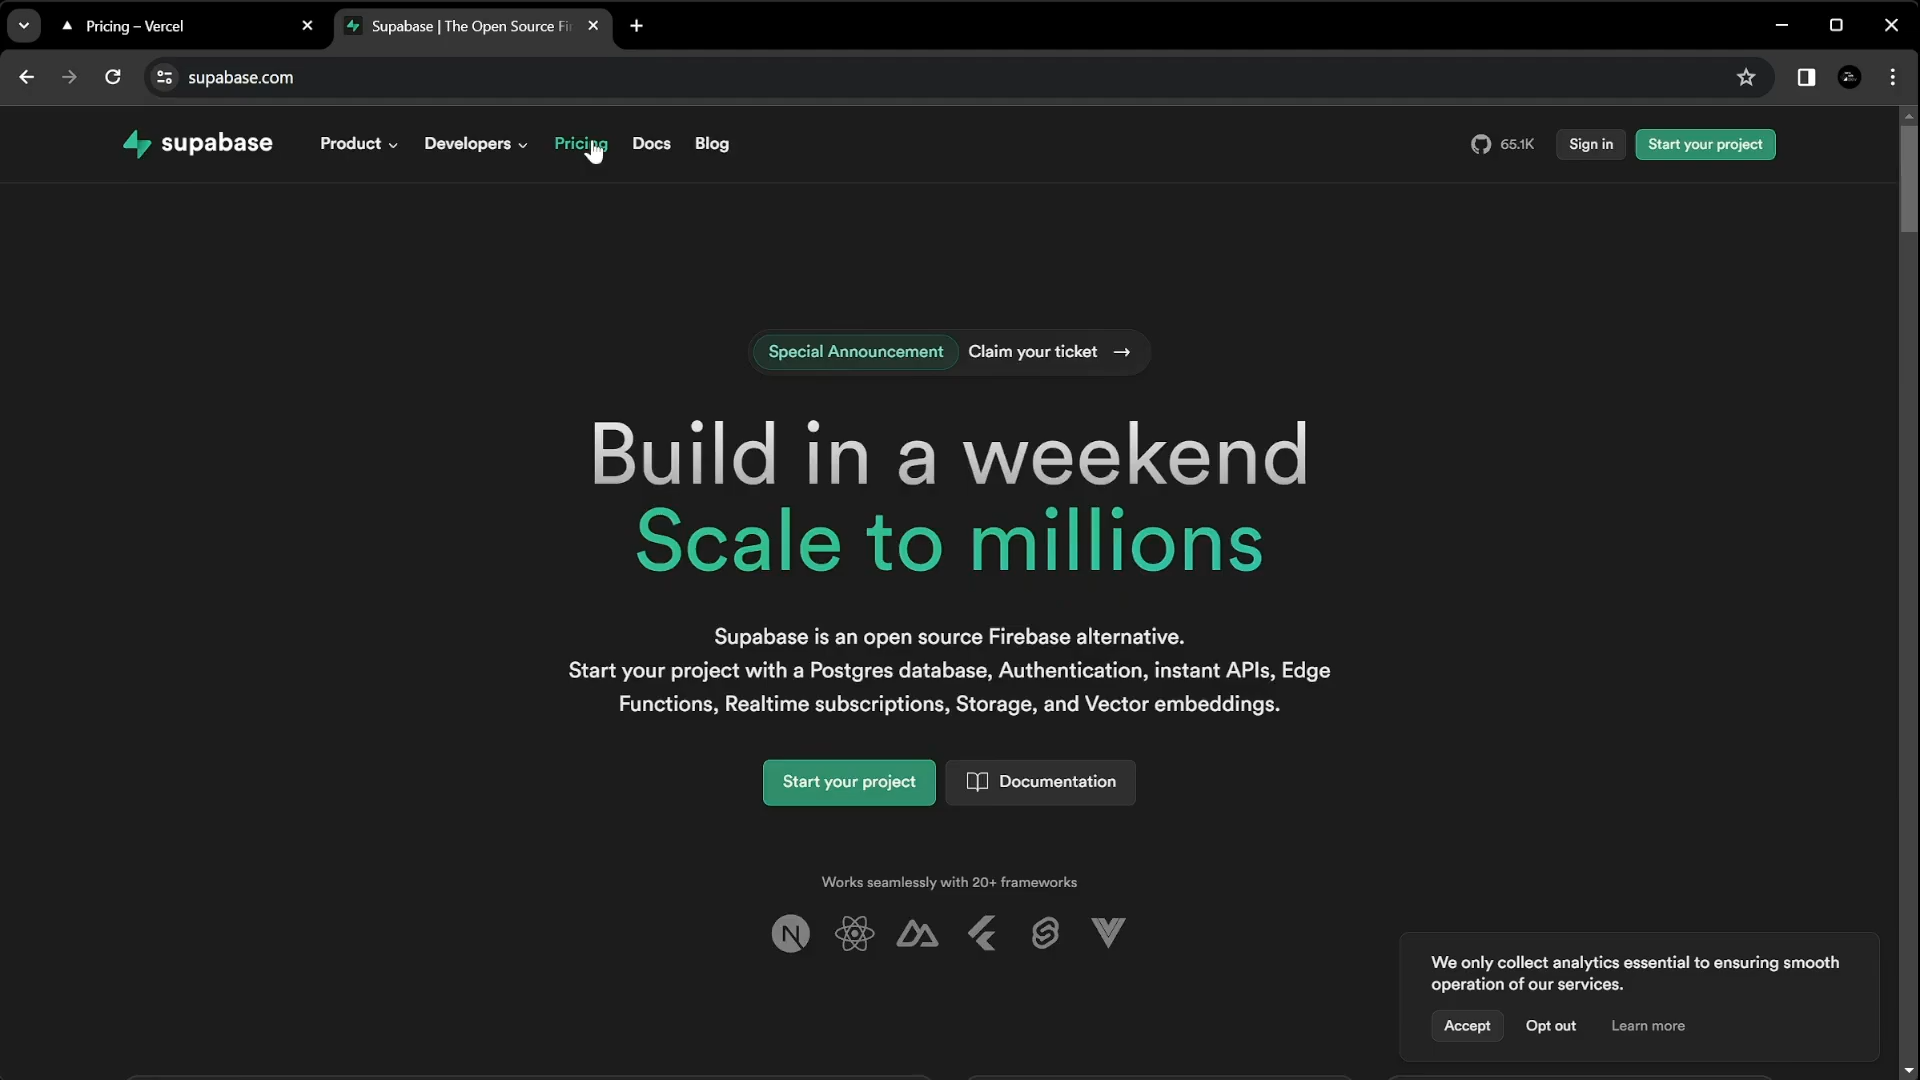 Pricing – Vercel
Supabase | The Open Source Fi
supabase.com
supabase
Product
Developers
Pricing
Docs
Blog
65.1K
Sign in
Start your project
Special Announcement
Claim your ticket →
Build in a weekend
Scale to millions
Supabase is an open source Firebase alternative.
Start your project with a Postgres database, Authentication, instant APIs, Edge
Functions, Realtime subscriptions, Storage, and Vector embeddings.
Start your project
Documentation
Works seamlessly with 20+ frameworks
N
We only collect analytics essential to ensuring smooth
operation of our services.
Accept
Opt out
Learn more